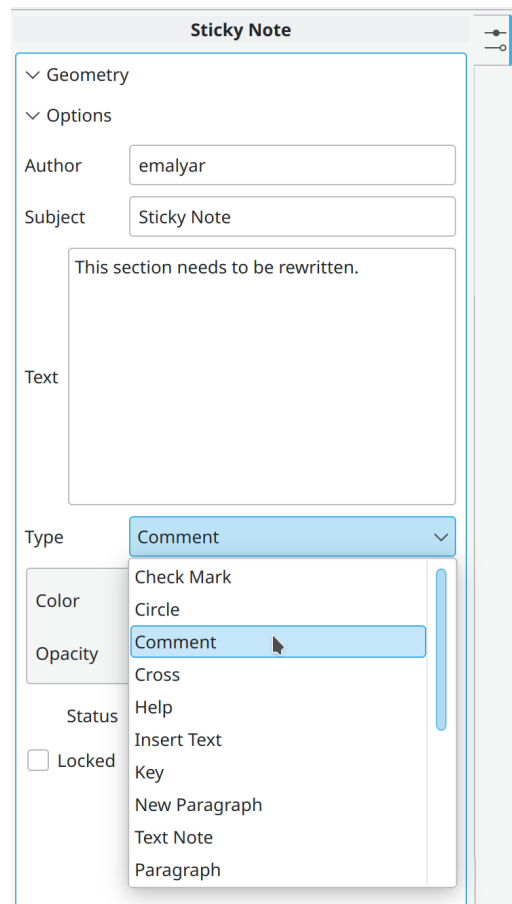 Sticky Note
Geometry
Options
Author emalyar
Subject Sticky Note
Text This section needs to be rewritten.
Type Comment
Color
Opacity
Status
Locked
Check Mark
Circle
Comment
Cross
Help
Insert Text
Key
New Paragraph
Text Note
Paragraph